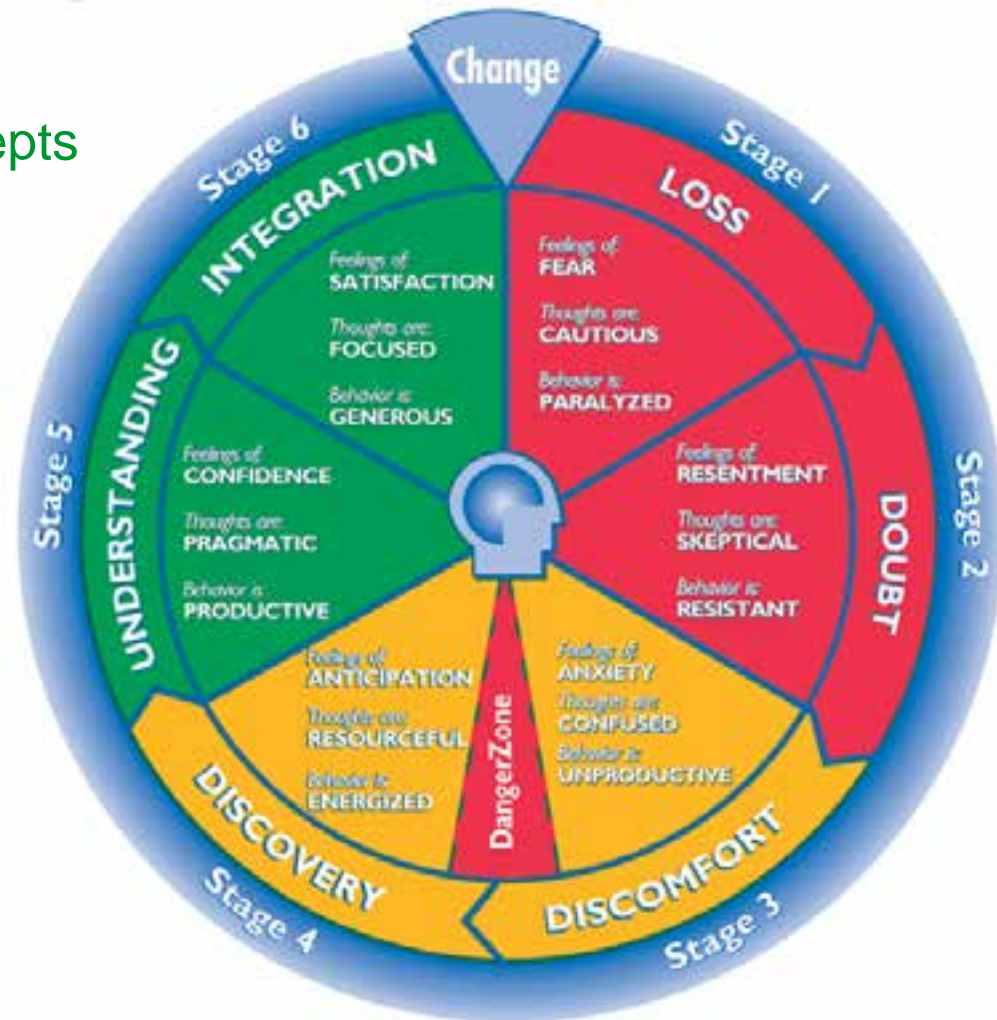 epts
Change
Stage 1
LOSS
Feelings of:
FEAR
Thoughts are:
CAUTIOUS
Behavior is:
PARALYZED
Stage 2
DOUBT
Feelings of:
RESENTMENT
Thoughts are:
SKEPTICAL
Behavior is:
RESISTANT
Stage 3
DISCOMFORT
Feelings of:
ANXIETY
Thoughts are:
CONFUSED
Behavior is:
UNPRODUCTIVE
DangerZone
Stage 4
DISCOVERY
Feelings of:
ANTICIPATION
Thoughts are:
RESOURCEFUL
Behavior is:
ENERGIZED
Stage 5
UNDERSTANDING
Feelings of:
CONFIDENCE
Thoughts are:
PRAGMATIC
Behavior is:
PRODUCTIVE
Stage 6
INTEGRATION
Feelings of:
SATISFACTION
Thoughts are:
FOCUSED
Behavior is:
GENEROUS